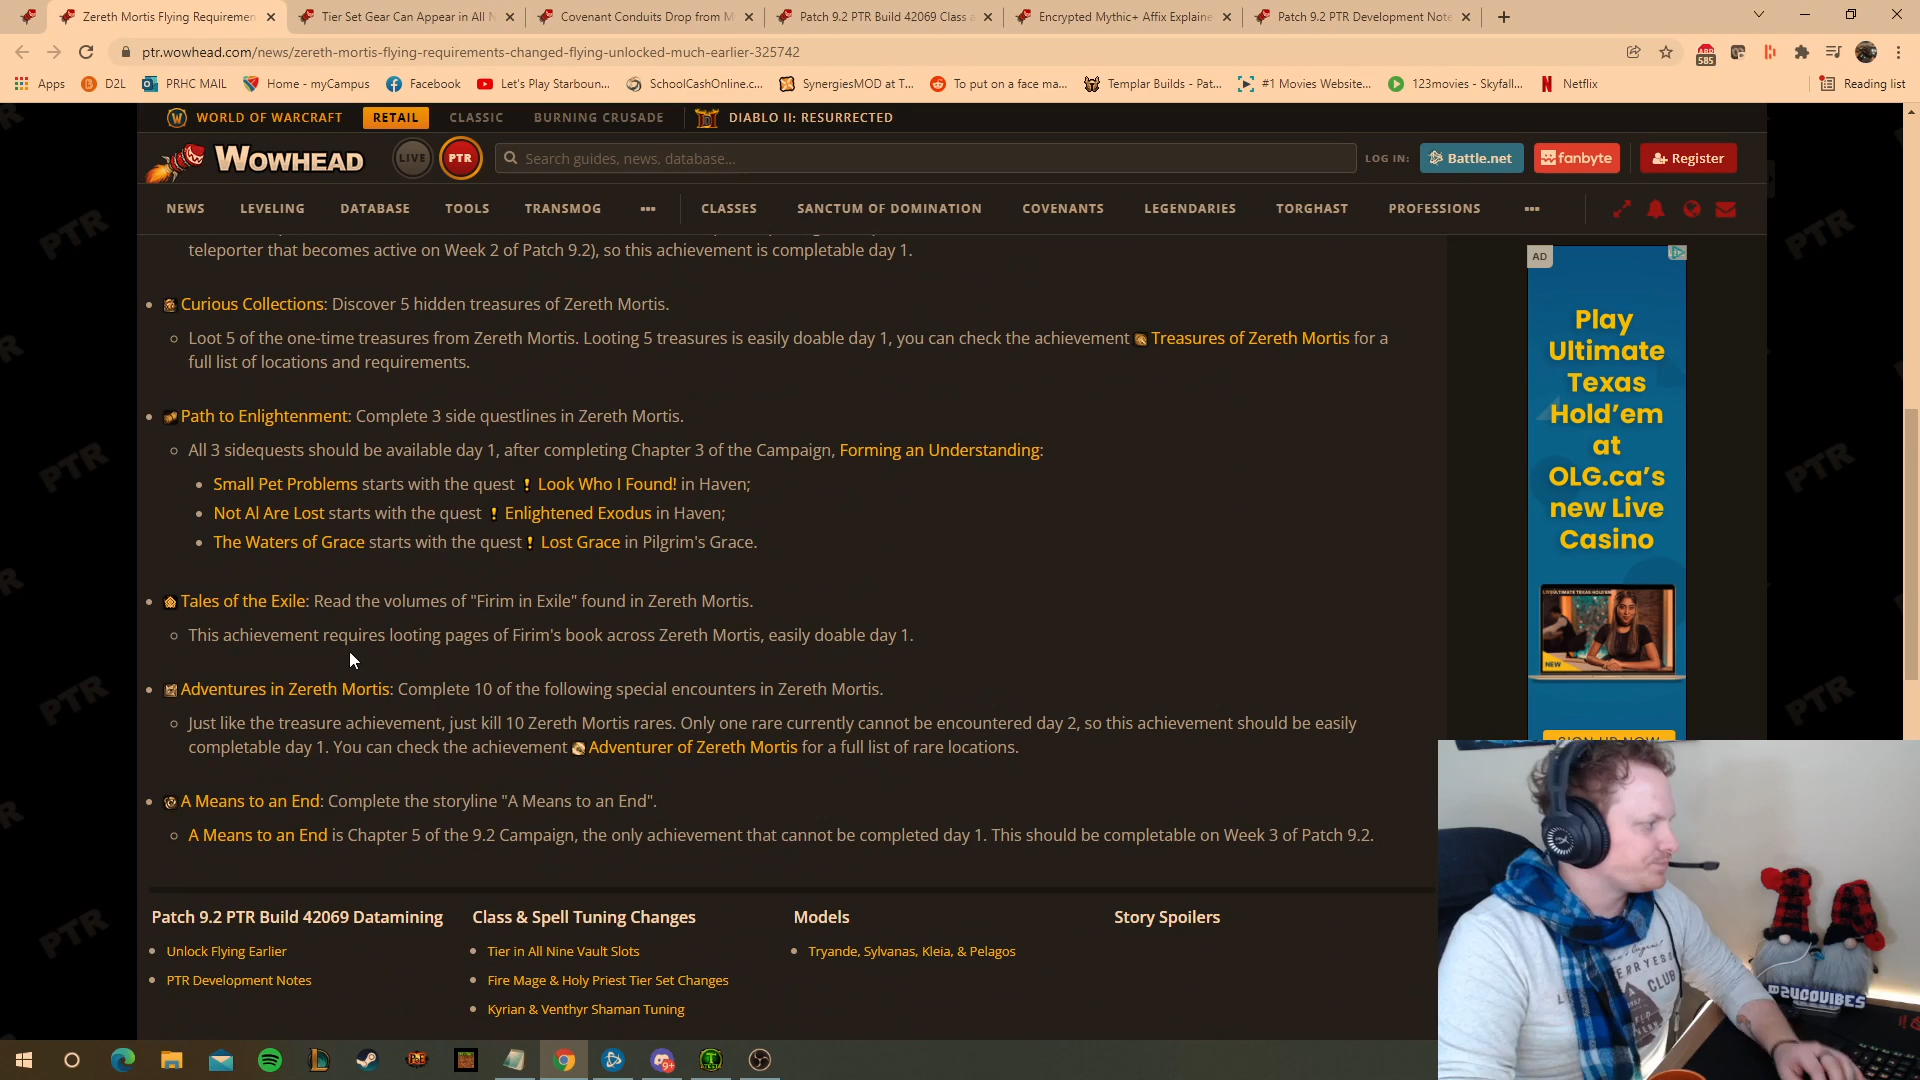 Zereth Mortis Flying Requiremen
Tier Set Gear Can Appear in All N
Covenant Conduits Drop from M
Patch 9.2 PTR Build 42069 Class a
Encrypted Mythic+ Affix Explaine
Patch 9.2 PTR Development Note
ptr.wowhead.com/news/zereth-mortis-flying-requirements-changed-flying-unlocked-much-earlier-325742
585
Apps
D2L
PRHC MAIL
Home - myCampus
Facebook
Let's Play Starboun...
SchoolCashOnline.c...
SynergiesMOD at T...
To put on a face ma...
Templar Builds - Pat...
#1 Movies Website...
123movies - Skyfall...
Netflix
Reading list
WORLD OF WARCRAFT
RETAIL
CLASSIC
BURNING CRUSADE
DIABLO II: RESURRECTED
WOWHEAD
LIVE
PTR
Search guides, news, database...
LOG IN:
Battle.net
fanbyte
Register
NEWS
LEVELING
DATABASE
TOOLS
TRANSMOG
CLASSES
SANCTUM OF DOMINATION
COVENANTS
LEGENDARIES
TORGHAST
PROFESSIONS
teleporter that becomes active on Week 2 of Patch 9.2), so this achievement is completable day 1.
Curious Collections: Discover 5 hidden treasures of Zereth Mortis.
Loot 5 of the one-time treasures from Zereth Mortis. Looting 5 treasures is easily doable day 1, you can check the achievement Treasures of Zereth Mortis for a
full list of locations and requirements.
Path to Enlightenment: Complete 3 side questlines in Zereth Mortis.
All 3 sidequests should be available day 1, after completing Chapter 3 of the Campaign, Forming an Understanding:
Small Pet Problems starts with the quest ! Look Who I Found! in Haven;
Not Al Are Lost starts with the quest ! Enlightened Exodus in Haven;
The Waters of Grace starts with the quest ! Lost Grace in Pilgrim's Grace.
Tales of the Exile: Read the volumes of "Firim in Exile" found in Zereth Mortis.
This achievement requires looting pages of Firim's book across Zereth Mortis, easily doable day 1.
Adventures in Zereth Mortis: Complete 10 of the following special encounters in Zereth Mortis.
Just like the treasure achievement, just kill 10 Zereth Mortis rares. Only one rare currently cannot be encountered day 2, so this achievement should be easily
completable day 1. You can check the achievement Adventurer of Zereth Mortis for a full list of rare locations.
A Means to an End: Complete the storyline "A Means to an End".
A Means to an End is Chapter 5 of the 9.2 Campaign, the only achievement that cannot be completed day 1. This should be completable on Week 3 of Patch 9.2.
Patch 9.2 PTR Build 42069 Datamining
Unlock Flying Earlier
PTR Development Notes
Class & Spell Tuning Changes
Tier in All Nine Vault Slots
Fire Mage & Holy Priest Tier Set Changes
Kyrian & Venthyr Shaman Tuning
Models
Tryande, Sylvanas, Kleia, & Pelagos
Story Spoilers
AD
Play
Ultimate
Texas
Hold'em
at
OLG.ca's
new Live
Casino
NEW
PTR
PTR
PTR
PTR
PTR
PTR
PTR
PTR
CLUB